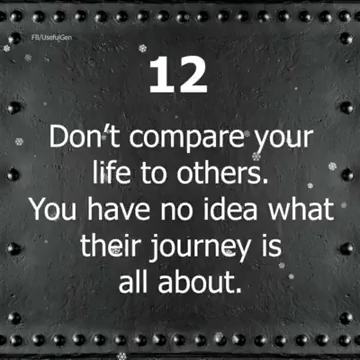 FB/UsefulGen
12
Don't compare your
life to others.
You have no idea what
their journey is
all about.